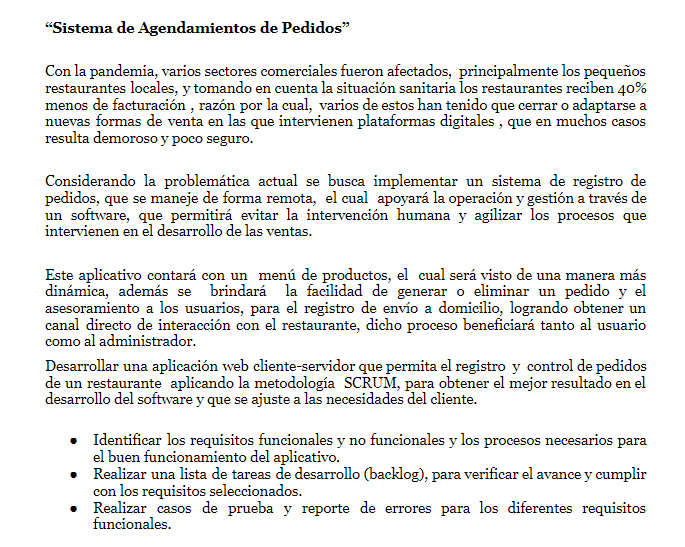 “Sistema de Agendamientos de Pedidos”
Con la pandemia, varios sectores comerciales fueron afectados, principalmente los pequeños
restaurantes locales, y tomando en cuenta la situación sanitaria los restaurantes reciben 40%
menos de facturación , razón por la cual, varios de estos han tenido que cerrar o adaptarse a
nuevas formas de venta en las que intervienen plataformas digitales , que en muchos casos
resulta demoroso y poco seguro.
Considerando la problemática actual se busca implementar un sistema de registro de
pedidos, que se maneje de forma remota, el cual apoyará la operación y gestión a través de
un software, que permitirá evitar la intervención humana y agilizar los procesos que
intervienen en el desarrollo de las ventas.
Este aplicativo contará con un menú de productos, el cual será visto de una manera más
dinámica, además se brindará la facilidad de generar o eliminar un pedido y el
asesoramiento a los usuarios, para el registro de envío a domicilio, logrando obtener un
canal directo de interacción con el restaurante, dicho proceso beneficiará tanto al usuario
como al administrador.
Desarrollar una aplicación web cliente-servidor que permita el registro y control de pedidos
de un restaurante aplicando la metodología SCRUM, para obtener el mejor resultado en el
desarrollo del software y que se ajuste a las necesidades del cliente.
● Identificar los requisitos funcionales y no funcionales y los procesos necesarios para
el buen funcionamiento del aplicativo.
● Realizar una lista de tareas de desarrollo (backlog), para verificar el avance y cumplir
con los requisitos seleccionados.
● Realizar casos de prueba y reporte de errores para los diferentes requisitos
funcionales.